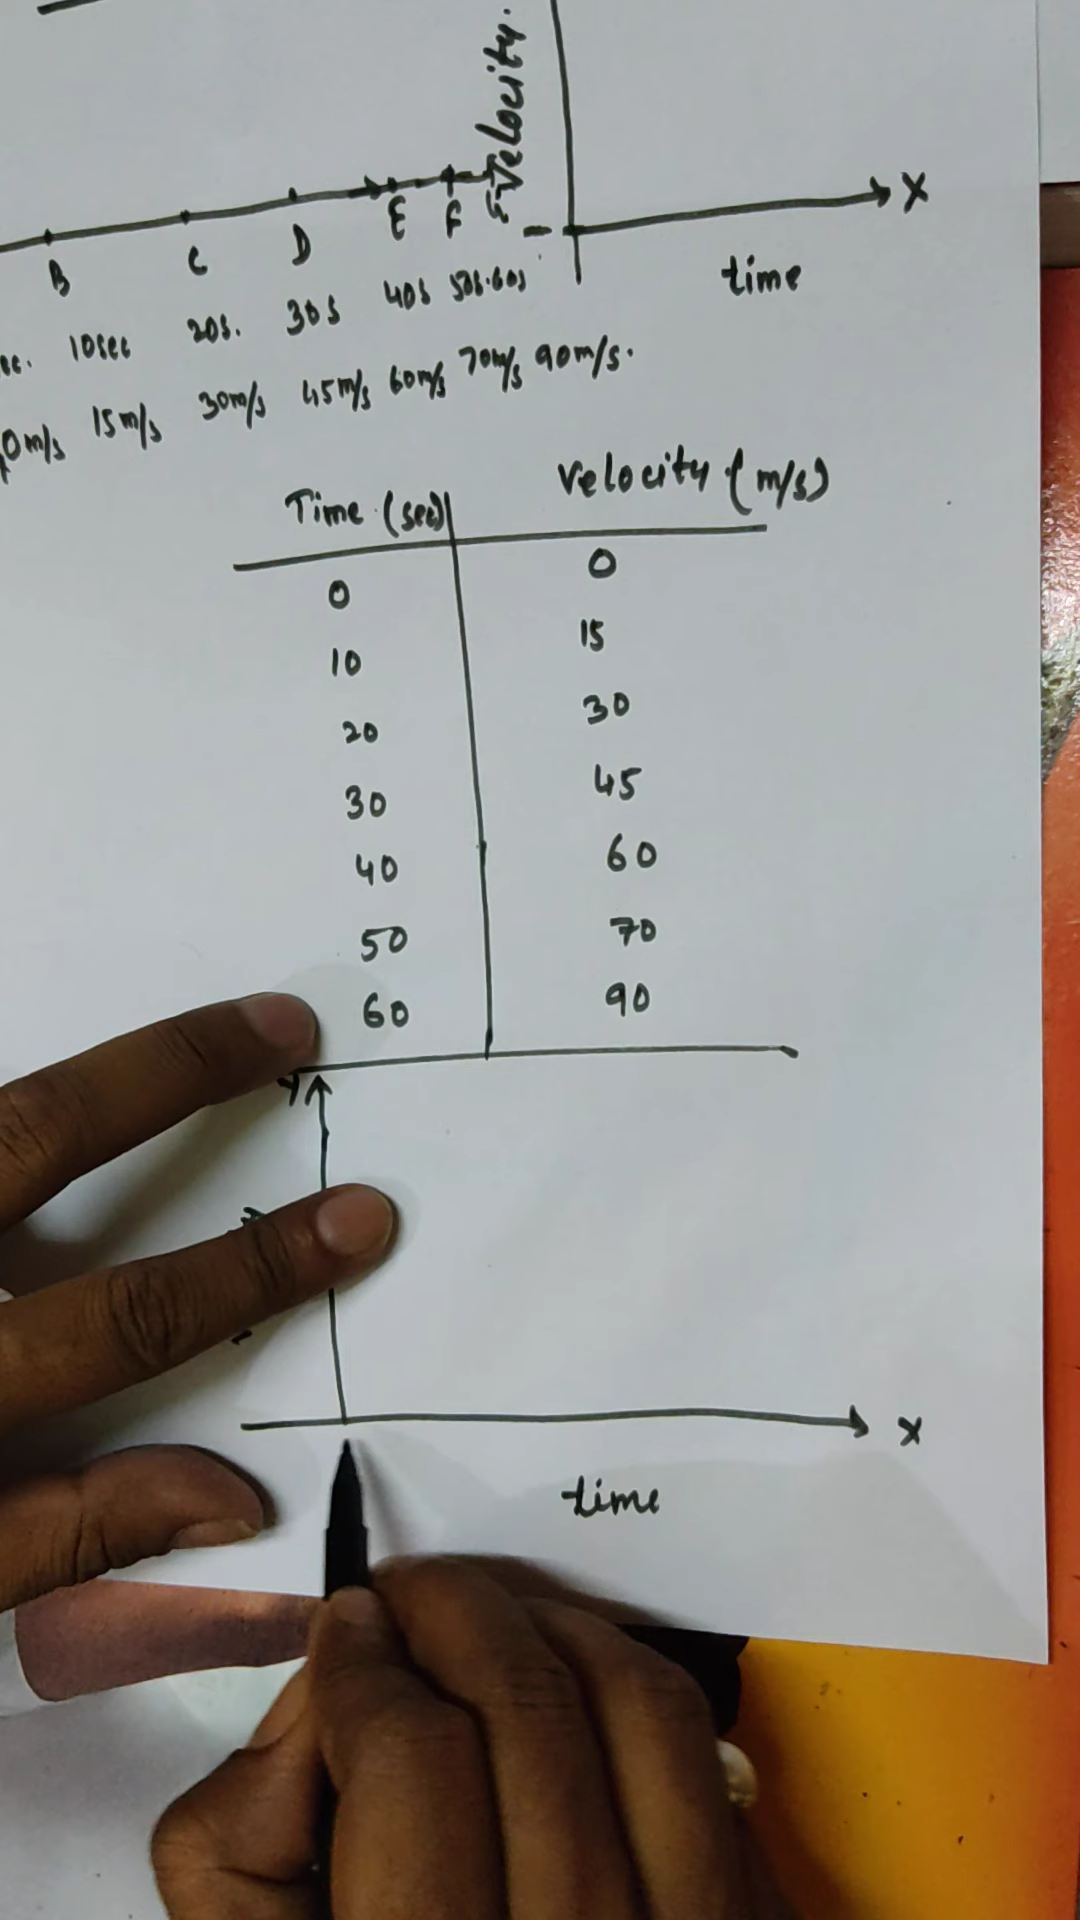 Velocity.
X
time
B C D E F
10sec 20s. 30s 40s 50s. 60s
0m/s 15m/s 30m/s 45m/s 60m/s 70m/s 90m/s.
Time (sec) Velocity (m/s)
0 0
10 15
20 30
30 45
40 60
50 70
60 90
Y
X
time